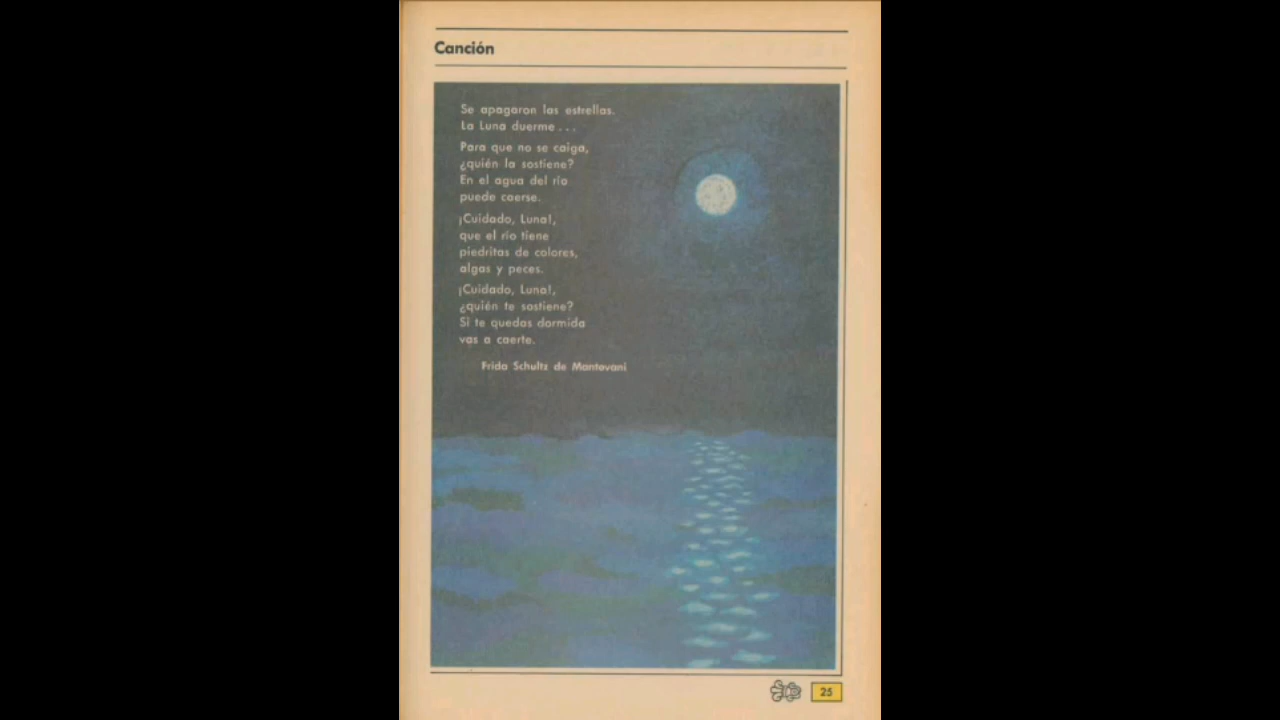 Canción
Se apagaron las estrellas.
La Luna duerme...
Para que no se caiga,
¿quién la sostiene?
En el agua del río
puede caerse.
¡Cuidado, Luna!,
que el río tiene
piedritas de colores,
algas y peces.
¡Cuidado, Luna!,
¿quién te sostiene?
Si te quedas dormida
vas a caerte.
Frida Schultz de Mantovani
25